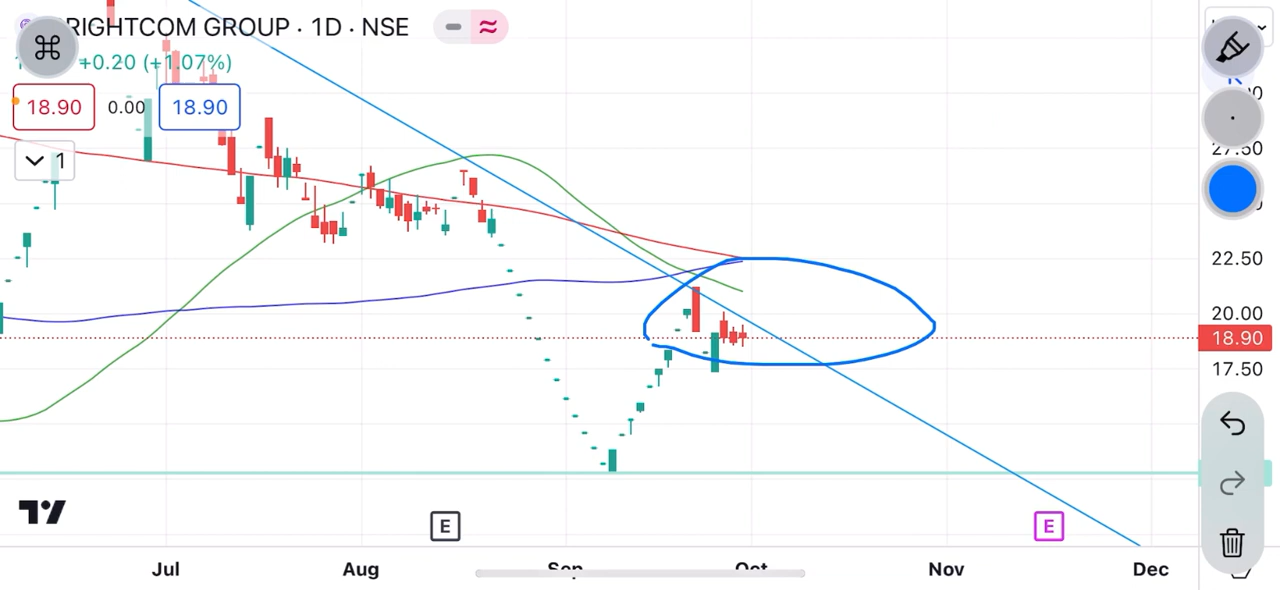 RIGHTCOM GROUP · 1D · NSE
+0.20 (+1.07%)
18.90 0.00 18.90
1
27.50
22.50
20.00
18.90
17.50
E E
Jul Aug Sep Oct Nov Dec